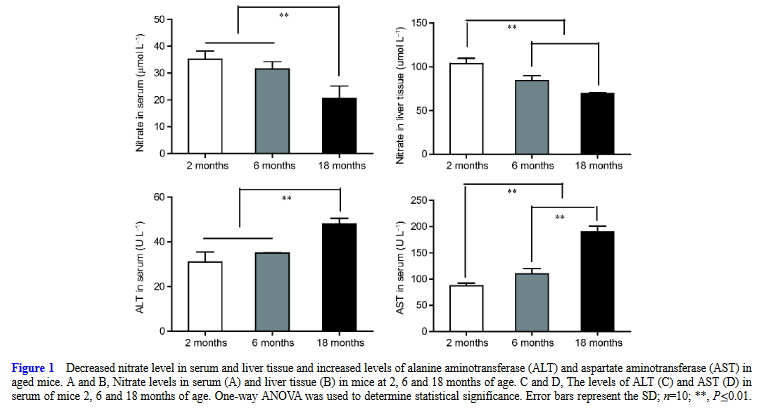 50
40
30
20
10
0
Nitrate in serum (μmol L⁻¹)
**
2 months
6 months
18 months
150
100
50
0
Nitrate in liver tissue (umol L⁻¹)
**
2 months
6 months
18 months
60
40
20
0
ALT in serum (U L⁻¹)
**
2 months
6 months
18 months
250
200
150
100
50
0
AST in serum (U L⁻¹)
**
**
2 months
6 months
18 months
Figure 1 Decreased nitrate level in serum and liver tissue and increased levels of alanine aminotransferase (ALT) and aspartate aminotransferase (AST) in
aged mice. A and B, Nitrate levels in serum (A) and liver tissue (B) in mice at 2, 6 and 18 months of age. C and D, The levels of ALT (C) and AST (D) in
serum of mice 2, 6 and 18 months of age. One-way ANOVA was used to determine statistical significance. Error bars represent the SD; n=10; **, P≤0.01.